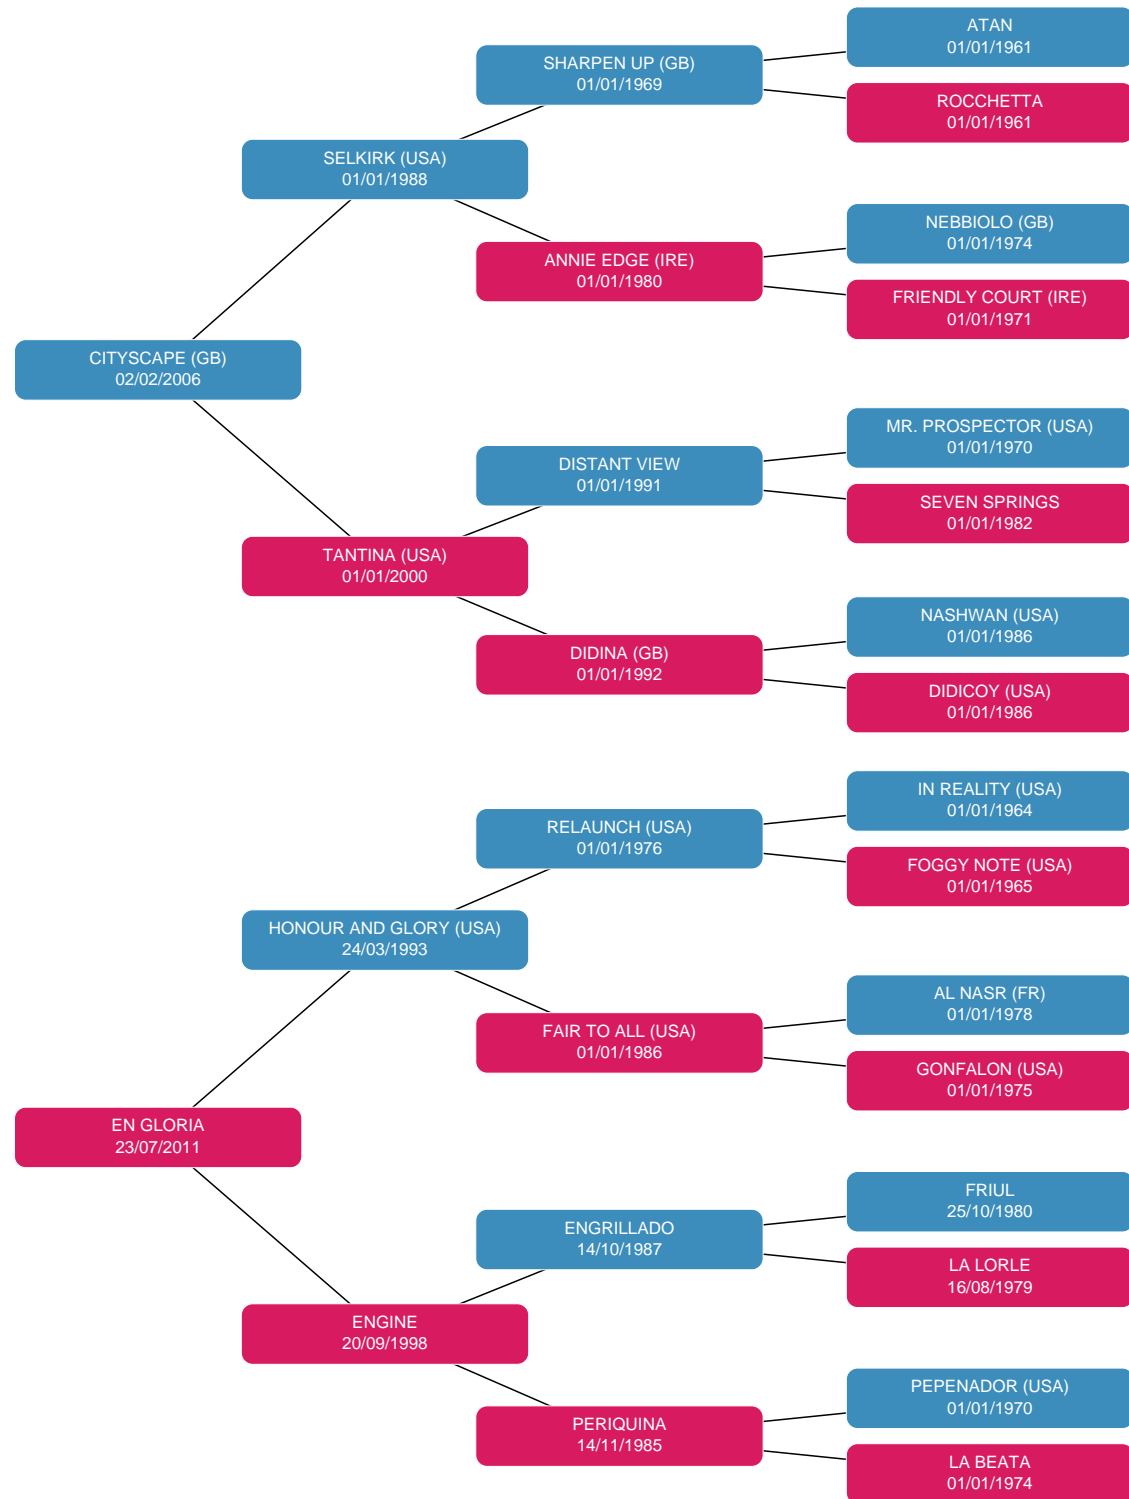 ATAN
01/01/1961
SHARPEN UP (GB)
01/01/1969
ROCCHETTA
01/01/1961
SELKIRK (USA)
01/01/1988
NEBBIOLO (GB)
01/01/1974
ANNIE EDGE (IRE)
01/01/1980
FRIENDLY COURT (IRE)
01/01/1971
CITYSCAPE (GB)
02/02/2006
MR. PROSPECTOR (USA)
01/01/1970
DISTANT VIEW
01/01/1991
SEVEN SPRINGS
01/01/1982
TANTINA (USA)
01/01/2000
NASHWAN (USA)
01/01/1986
DIDINA (GB)
01/01/1992
DIDICOY (USA)
01/01/1986
IN REALITY (USA)
01/01/1964
RELAUNCH (USA)
01/01/1976
FOGGY NOTE (USA)
01/01/1965
HONOUR AND GLORY (USA)
24/03/1993
AL NASR (FR)
01/01/1978
FAIR TO ALL (USA)
01/01/1986
GONFALON (USA)
01/01/1975
EN GLORIA
23/07/2011
FRIUL
25/10/1980
ENGRILLADO
14/10/1987
LA LORLE
16/08/1979
ENGINE
20/09/1998
PEPENADOR (USA)
01/01/1970
PERIQUINA
14/11/1985
LA BEATA
01/01/1974